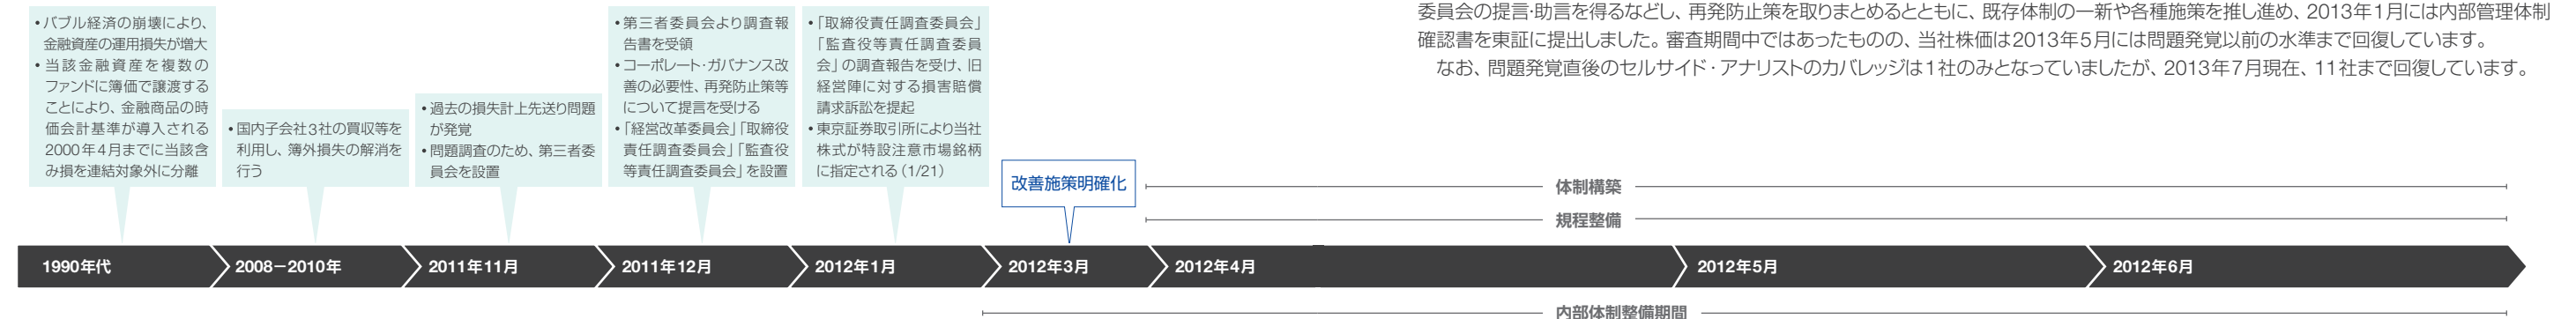 委員会の提言・助言を得るなどし、再発防止策を取りまとめるとともに、既存体制の一新や各種施策を推し進め、2013年1月には内部管理体制
確認書を東証に提出しました。審査期間中ではあったものの、当社株価は2013年5月には問題発覚以前の水準まで回復しています。
なお、問題発覚直後のセルサイド・アナリストのカバレッジは1社のみとなっていましたが、2013年7月現在、11社まで回復しています。
• バブル経済の崩壊により、
金融資産の運用損失が増大
• 当該金融資産を複数の
ファンドに簿価で譲渡する
ことにより、金融商品の時
価会計基準が導入される
2000年4月までに当該含
み損を連結対象外に分離
• 国内子会社3社の買収等を
利用し、簿外損失の解消を
行う
• 過去の損失計上先送り問題
が発覚
• 問題調査のため、第三者委
員会を設置
• 第三者委員会より調査報
告書を受領
• コーポレート・ガバナンス改
善の必要性、再発防止策等
について提言を受ける
• 「経営改革委員会」「取締役
責任調査委員会」「監査役
等責任調査委員会」を設置
• 「取締役責任調査委員会」
「監査役等責任調査委員
会」の調査報告を受け、旧
経営陣に対する損害賠償
請求訴訟を提起
• 東京証券取引所により当社
株式が特設注意市場銘柄
に指定される（1/21）
改善施策明確化
体制構築
規程整備
1990年代
2008−2010年
2011年11月
2011年12月
2012年1月
2012年3月
2012年4月
2012年5月
2012年6月
内部体制整備期間